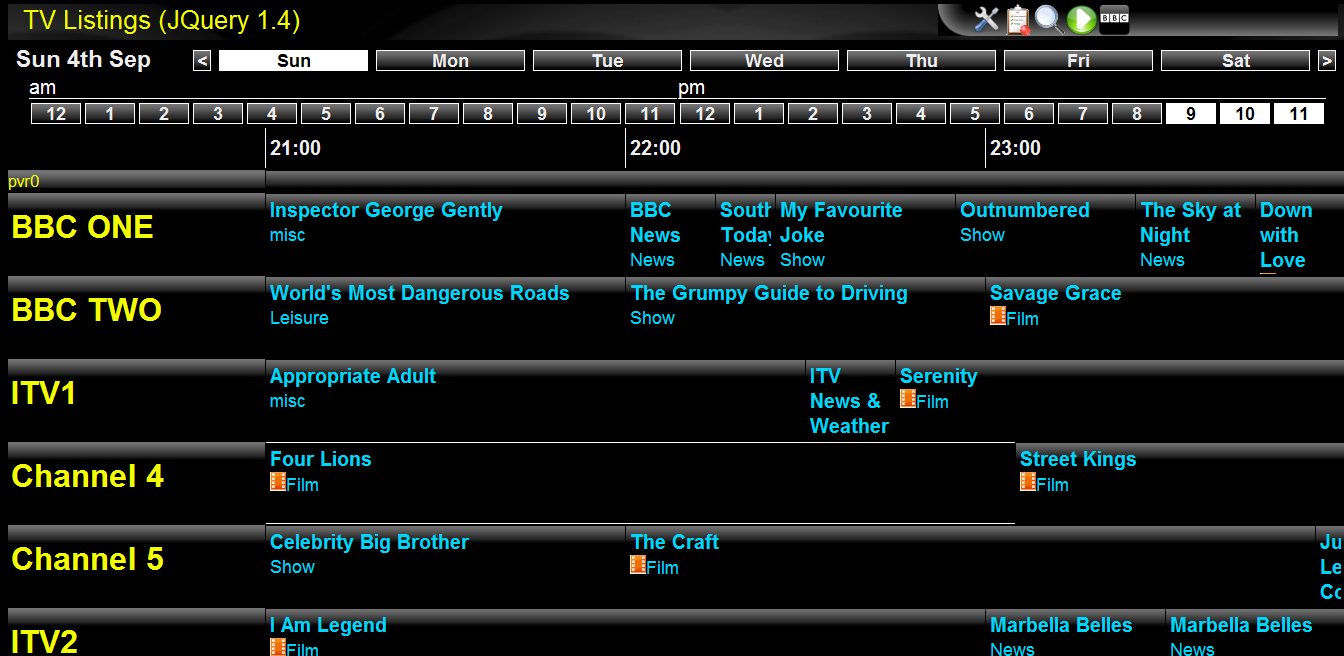 TV Listings (JQuery 1.4)
BBC
Sun 4th Sep < Sun Mon Tue Wed Thu Fri Sat >
am pm
12 1 2 3 4 5 6 7 8 9 10 11 12 1 2 3 4 5 6 7 8 9 10 11
21:00 22:00 23:00
pvr0
BBC ONE
Inspector George Gently
misc
BBC
News
News
South
Today
News
My Favourite
Joke
Show
Outnumbered
Show
The Sky at
Night
News
Down
with
Love
BBC TWO
World's Most Dangerous Roads
Leisure
The Grumpy Guide to Driving
Show
Savage Grace
Film
ITV1
Appropriate Adult
misc
ITV
News &
Weather
Serenity
Film
Channel 4
Four Lions
Film
Street Kings
Film
Channel 5
Celebrity Big Brother
Show
The Craft
Film
Ju
Le
Co
ITV2
I Am Legend
Film
Marbella Belles
News
Marbella Belles
News